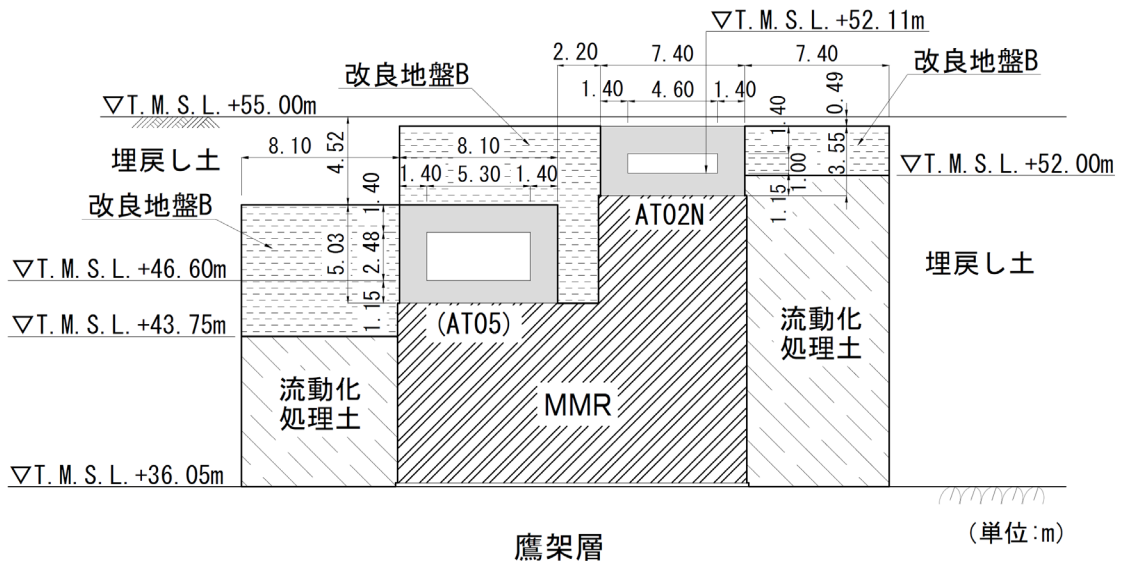 ▽T.M.S.L.+52.11m
2.20
7.40
7.40
改良地盤B
改良地盤B
1.40
4.60
1.40
0.49
▽T.M.S.L.+55.00m
1.40
3.55
1.00
1.15
埋戻し土
8.10
4.52
8.10
▽T.M.S.L.+52.00m
1.40
5.30
1.40
改良地盤B
1.40
AT02N
5.03
2.48
▽T.M.S.L.+46.60m
埋戻し土
1.15
(AT05)
▽T.M.S.L.+43.75m
流動化
処理土
流動化
処理土
MMR
▽T.M.S.L.+36.05m
(単位:m)
鷹架層